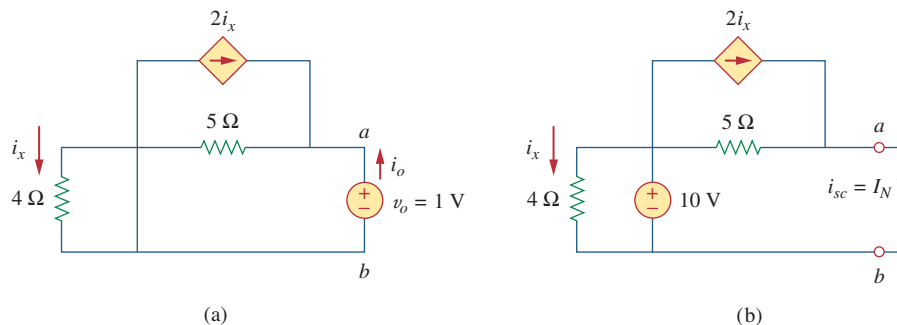 2i_x
5 Ω
a
i_x
i_o
4 Ω
+
−
v_o = 1 V
b
(a)
2i_x
5 Ω
a
i_x
4 Ω
+
−
10 V
i_sc = I_N
b
(b)